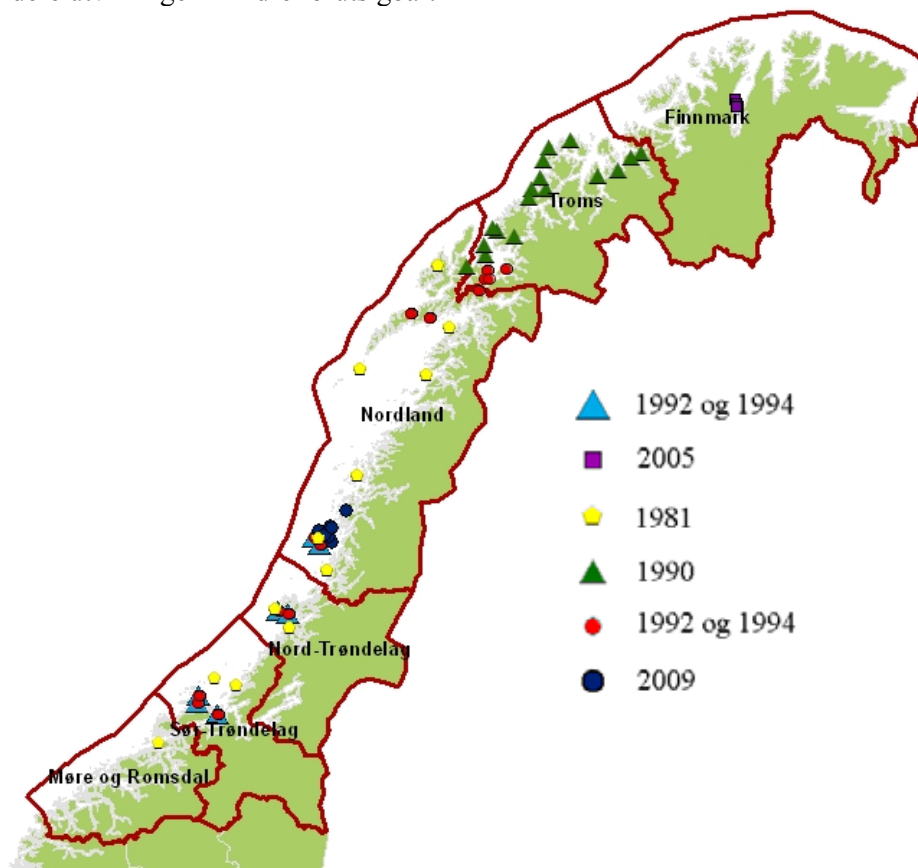 Finnmark
Troms
Nordland
Nord-Trøndelag
Sør-Trøndelag
Møre og Romsdal
1992 og 1994
2005
1981
1990
1992 og 1994
2009